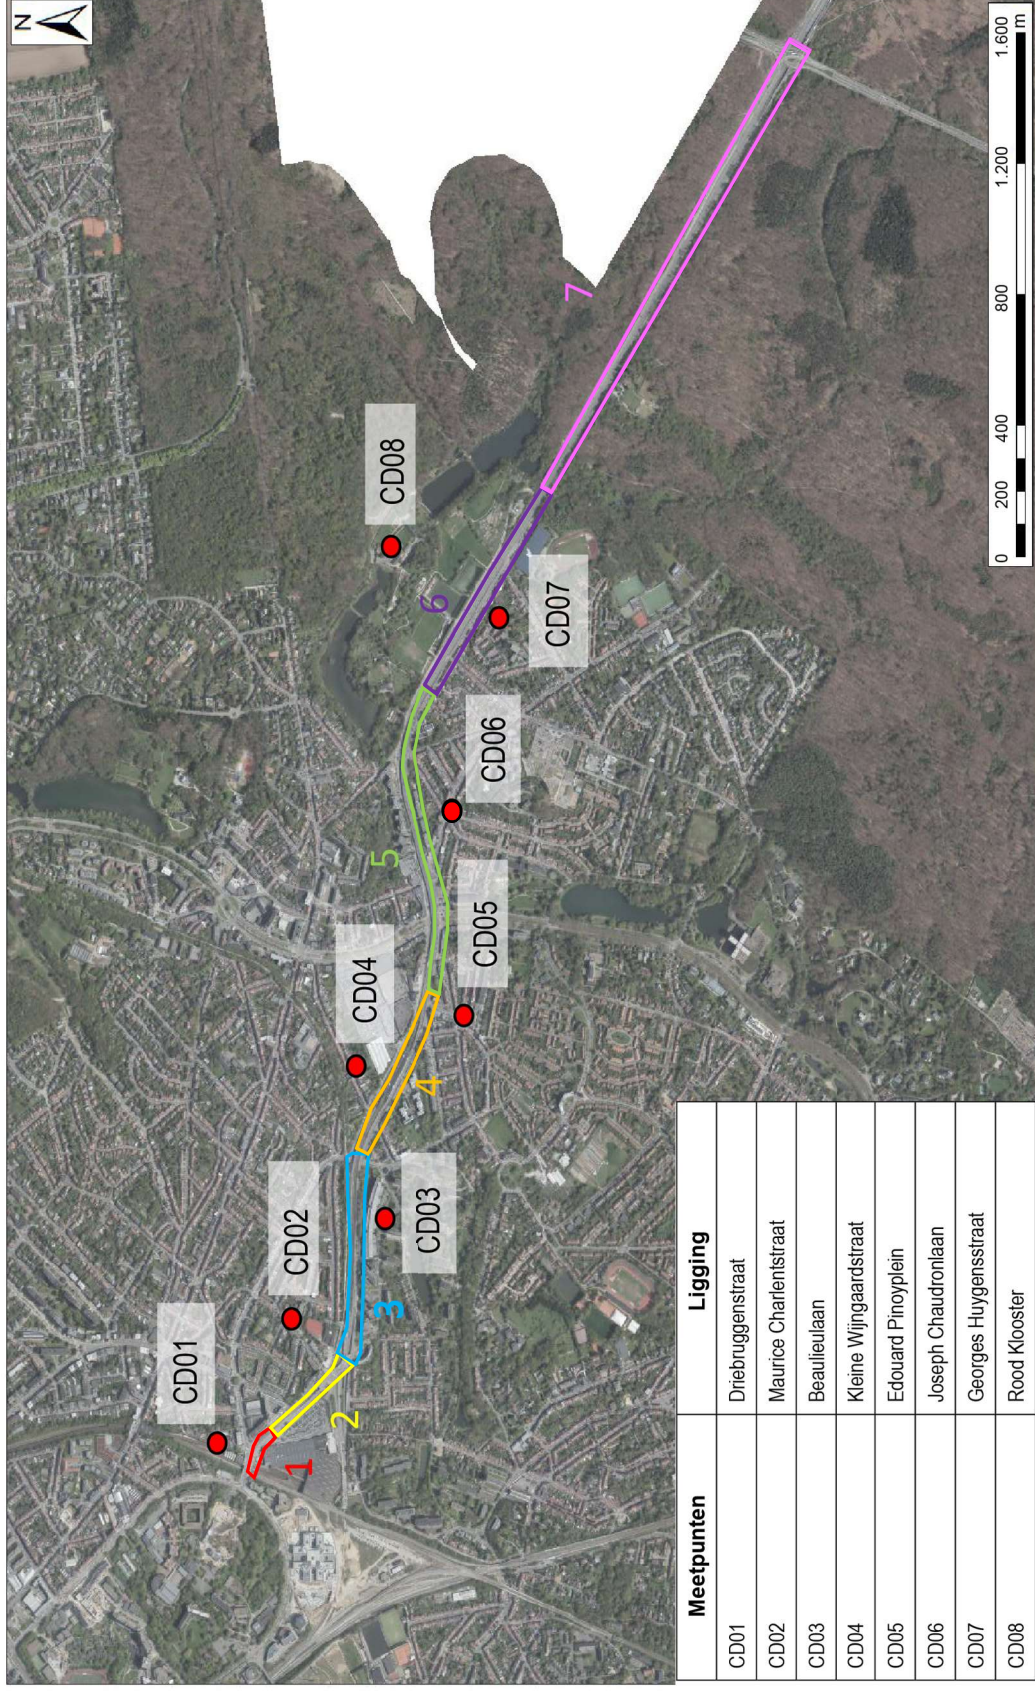 N
CD01
CD02
CD03
CD04
CD05
CD06
CD07
CD08
1
2
3
4
5
6
7
Meetpunten Ligging
CD01 Driebruggenstraat
CD02 Maurice Charlentstraat
CD03 Beaulieulaan
CD04 Kleine Wijngaardstraat
CD05 Edouard Pinoyplein
CD06 Joseph Chaudronlaan
CD07 Georges Huygensstraat
CD08 Rood Klooster
0 200 400 800 1.200 1.600 m